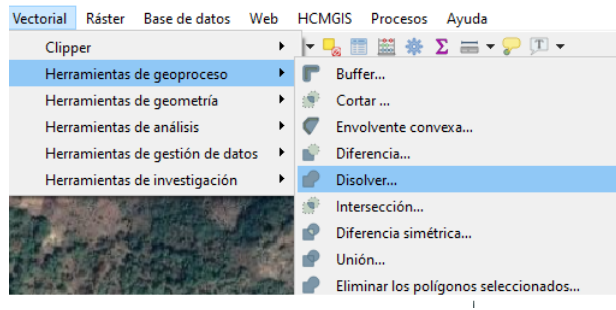 Vectorial Ráster Base de datos Web HCMGIS Procesos Ayuda
Clipper
Herramientas de geoproceso
Herramientas de geometría
Herramientas de análisis
Herramientas de gestión de datos
Herramientas de investigación
Buffer...
Cortar ...
Envolvente convexa...
Diferencia...
Disolver...
Intersección...
Diferencia simétrica...
Unión...
Eliminar los polígonos seleccionados...